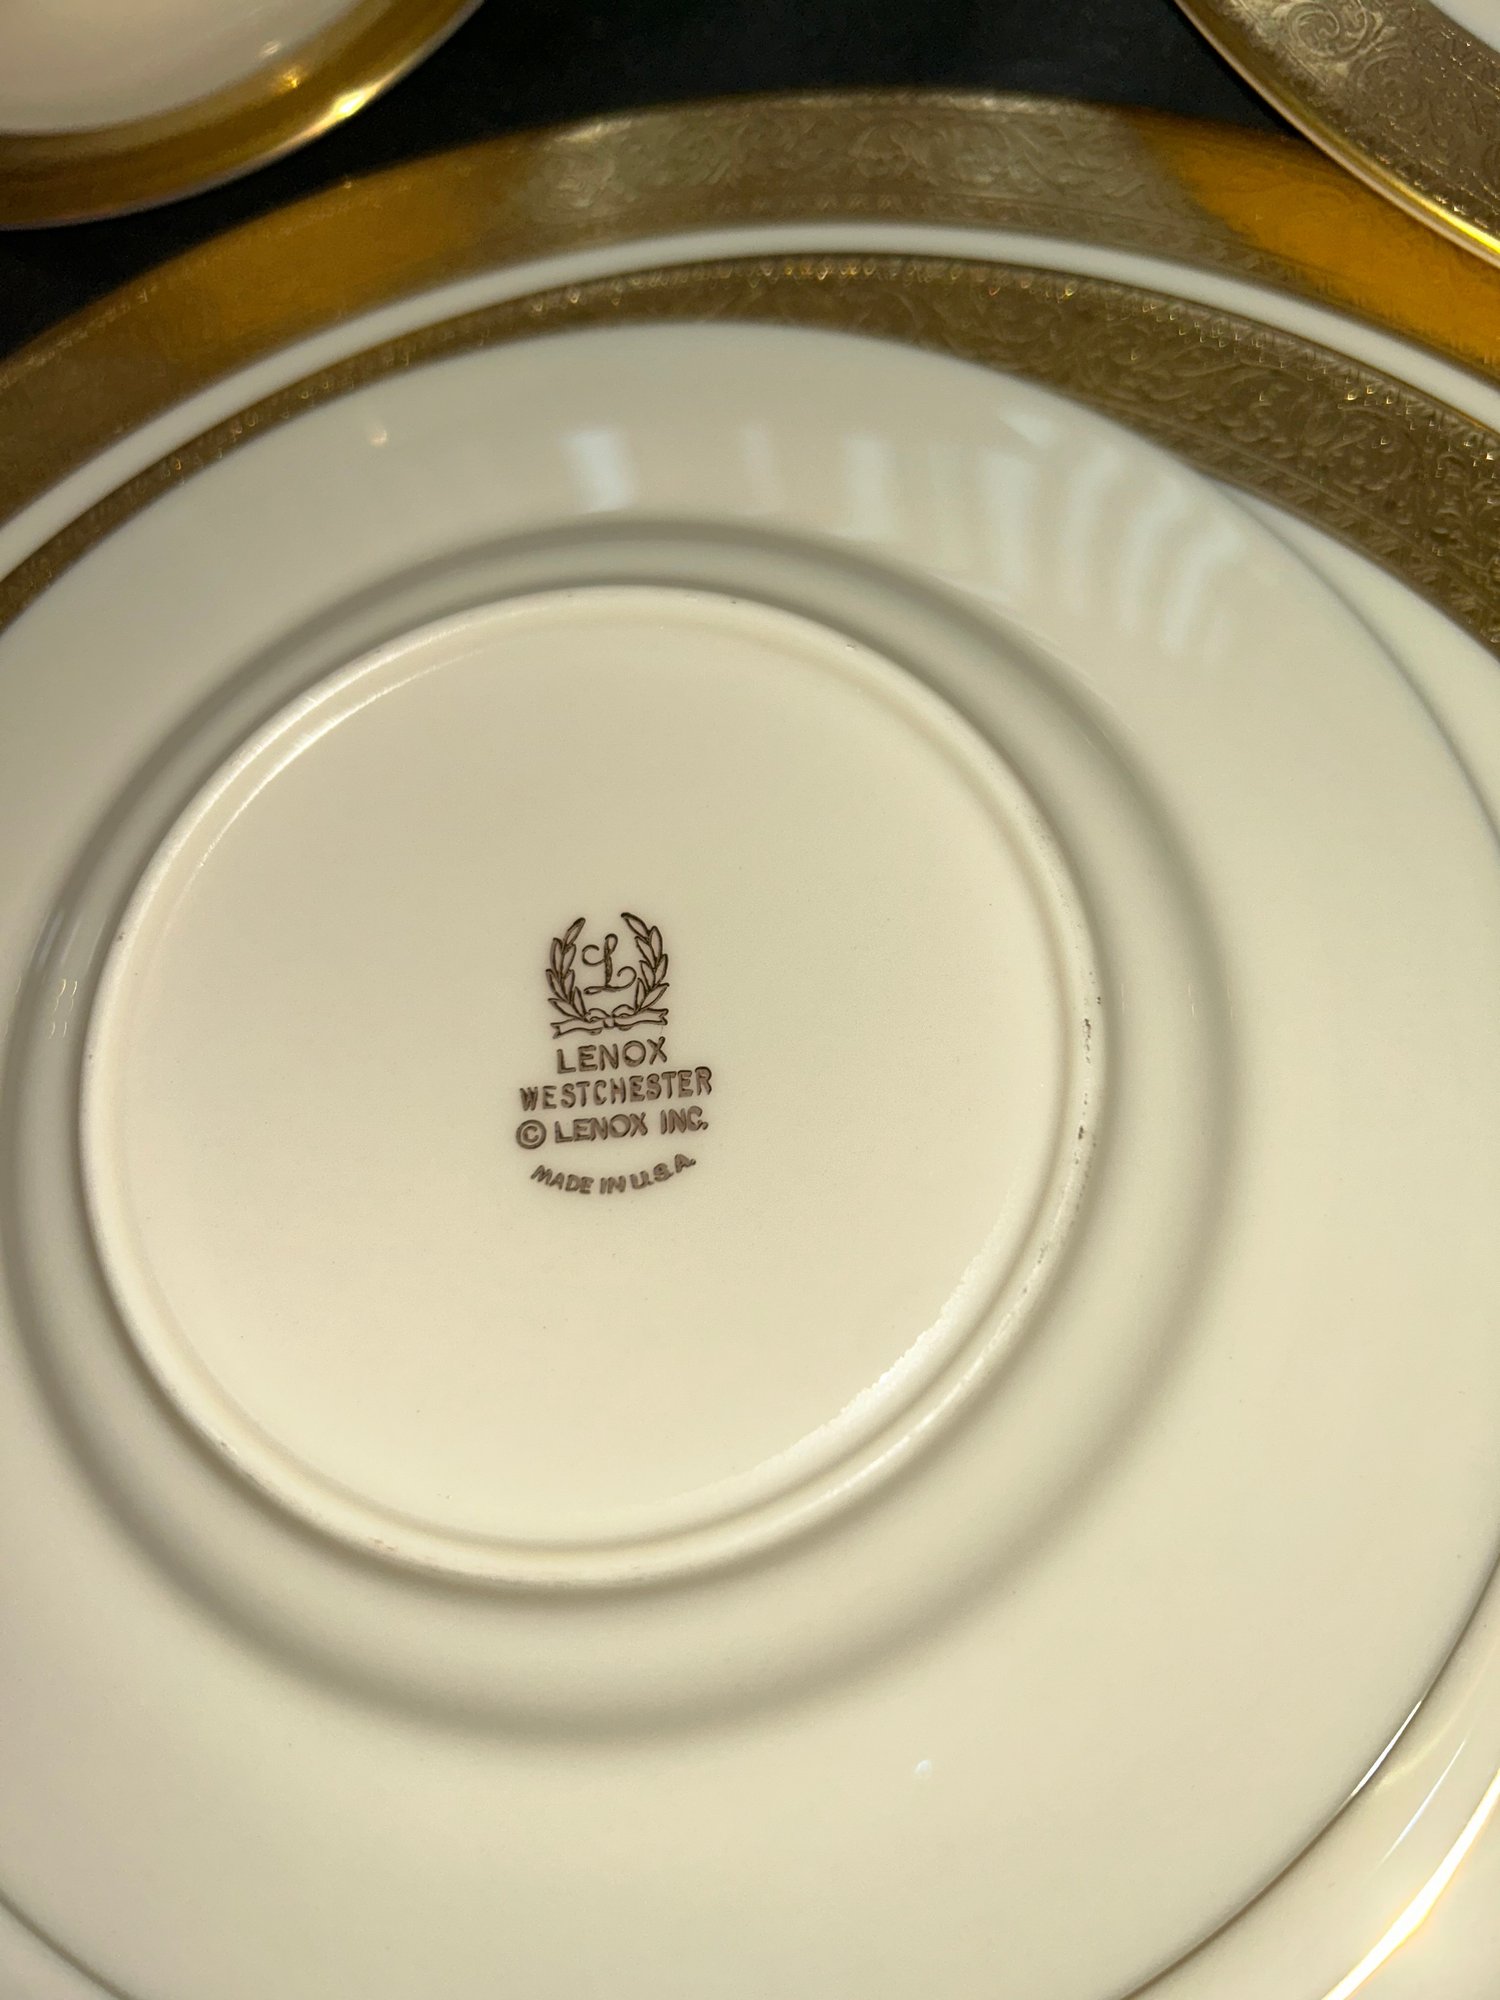 L
LENOX
WESTCHESTER
© LENOX INC.
MADE IN U.S.A.